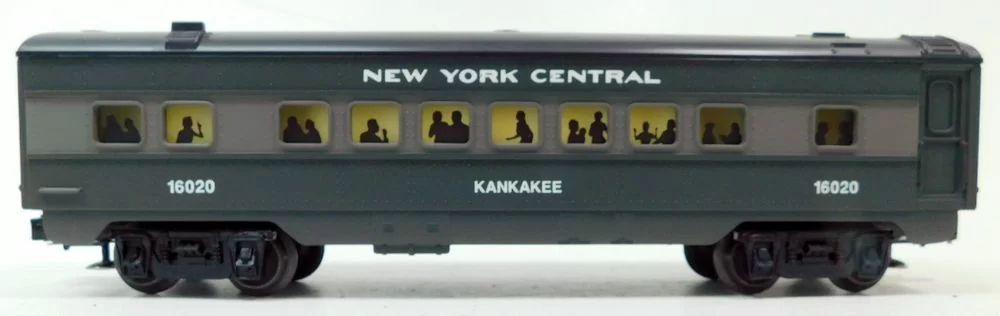 NEW YORK CENTRAL
16020 KANKAKEE 16020